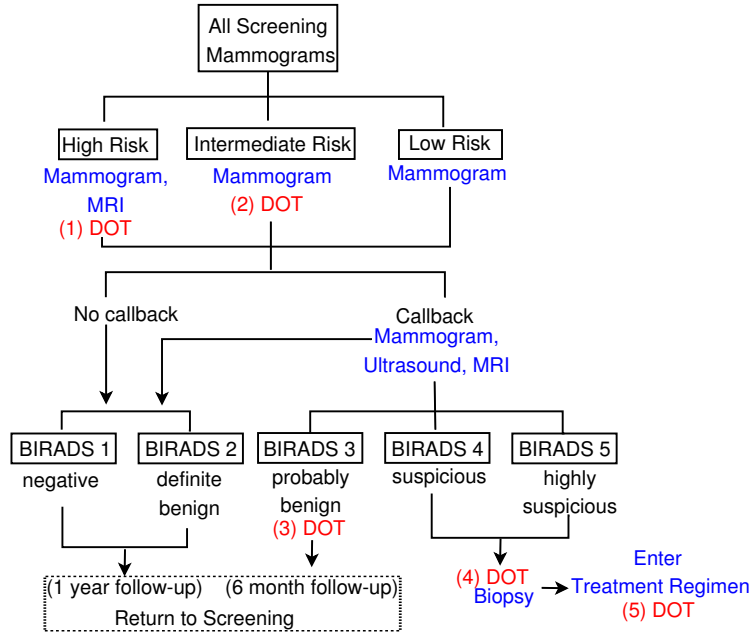 All Screening
Mammograms
High Risk
Intermediate Risk
Low Risk
Mammogram,
MRI
(1) DOT
Mammogram
(2) DOT
Mammogram
No callback
Callback
Mammogram,
Ultrasound, MRI
BIRADS 1
negative
BIRADS 2
definite
benign
BIRADS 3
probably
benign
(3) DOT
BIRADS 4
suspicious
BIRADS 5
highly
suspicious
(1 year follow-up)
(6 month follow-up)
Return to Screening
(4) DOT
Biopsy
Enter
Treatment Regimen
(5) DOT